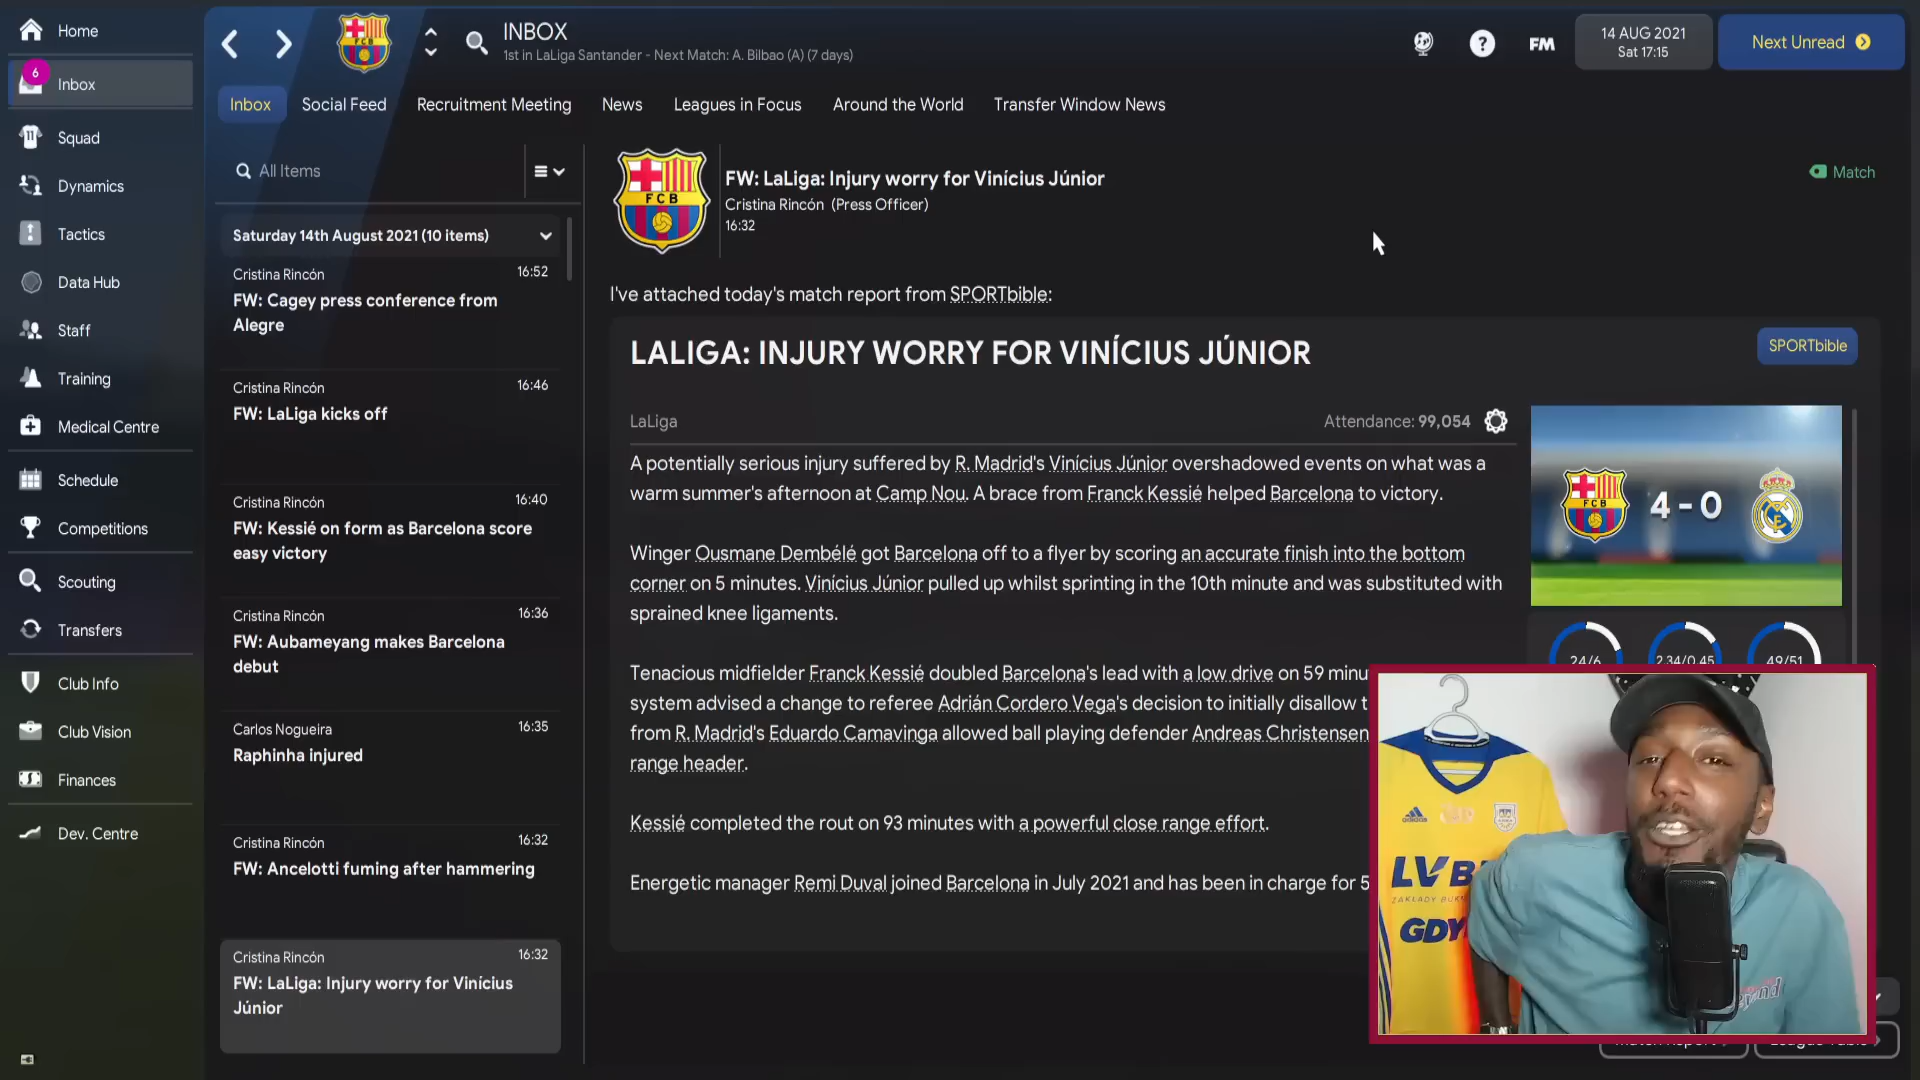 Home
6
Inbox
Squad
Dynamics
Tactics
Data Hub
Staff
Training
Medical Centre
Schedule
Competitions
Scouting
Transfers
Club Info
Club Vision
Finances
Dev. Centre
INBOX
1st in LaLiga Santander - Next Match: A. Bilbao (A) (7 days)
FM
14 AUG 2021
Sat 17:15
Next Unread
Inbox Social Feed Recruitment Meeting News Leagues in Focus Around the World Transfer Window News
All Items
Saturday 14th August 2021 (10 items)
Cristina Rincón 16:52
FW: Cagey press conference from
Alegre
Cristina Rincón 16:46
FW: LaLiga kicks off
Cristina Rincón 16:40
FW: Kessié on form as Barcelona score
easy victory
Cristina Rincón 16:36
FW: Aubameyang makes Barcelona
debut
Carlos Nogueira 16:35
Raphinha injured
Cristina Rincón 16:32
FW: Ancelotti fuming after hammering
Cristina Rincón 16:32
FW: LaLiga: Injury worry for Vinícius
Júnior
FCB
FW: LaLiga: Injury worry for Vinícius Júnior
Cristina Rincón (Press Officer)
16:32
Match
I've attached today's match report from SPORTbible:
LALIGA: INJURY WORRY FOR VINÍCIUS JÚNIOR
SPORTbible
LaLiga Attendance: 99,054
A potentially serious injury suffered by R. Madrid's Vinícius Júnior overshadowed events on what was a
warm summer's afternoon at Camp Nou. A brace from Franck Kessié helped Barcelona to victory.
Winger Ousmane Dembélé got Barcelona off to a flyer by scoring an accurate finish into the bottom
corner on 5 minutes. Vinícius Júnior pulled up whilst sprinting in the 10th minute and was substituted with
sprained knee ligaments.
Tenacious midfielder Franck Kessié doubled Barcelona's lead with a low drive on 59 minu
system advised a change to referee Adrián Cordero Vega's decision to initially disallow t
from R. Madrid's Eduardo Camavinga allowed ball playing defender Andreas Christensen
range header.
Kessié completed the rout on 93 minutes with a powerful close range effort.
Energetic manager Remi Duval joined Barcelona in July 2021 and has been in charge for 5
4 - 0
24/6 2.34/0.45 49/51
adidas
LV B
ZAKŁADY BUK
GDY